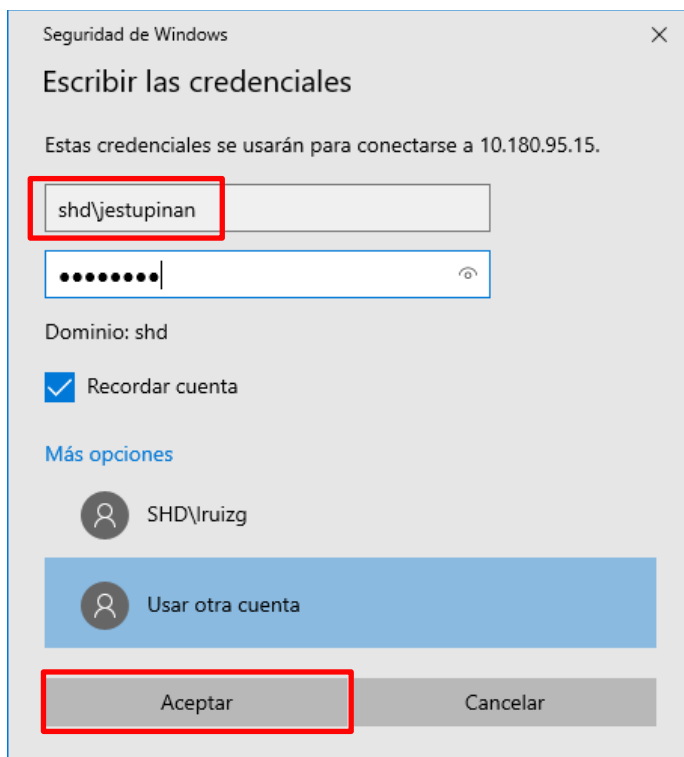 Seguridad de Windows
Escribir las credenciales
Estas credenciales se usarán para conectarse a 10.180.95.15.
shd\jestupinan
●●●●●●●●
Dominio: shd
Recordar cuenta
Más opciones
SHD\lruizg
Usar otra cuenta
Aceptar Cancelar